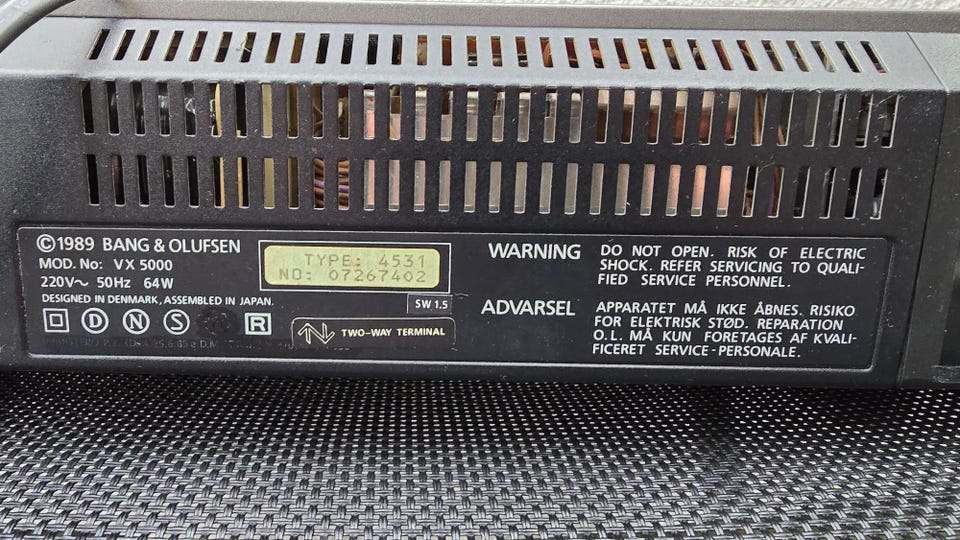 ©1989 BANG & OLUFSEN
MOD. No: VX 5000
220V~ 50Hz 64W
DESIGNED IN DENMARK, ASSEMBLED IN JAPAN.
D N S R
TYPE: 4531
NO: 07267402
SW 1.5
TWO-WAY TERMINAL
WARNING
DO NOT OPEN. RISK OF ELECTRIC
SHOCK. REFER SERVICING TO QUALI-
FIED SERVICE PERSONNEL.
ADVARSEL
APPARATET MÅ IKKE ÅBNES. RISIKO
FOR ELEKTRISK STØD. REPARATION
O.L. MÅ KUN FORETAGES AF KVALI-
FICERET SERVICE-PERSONALE.